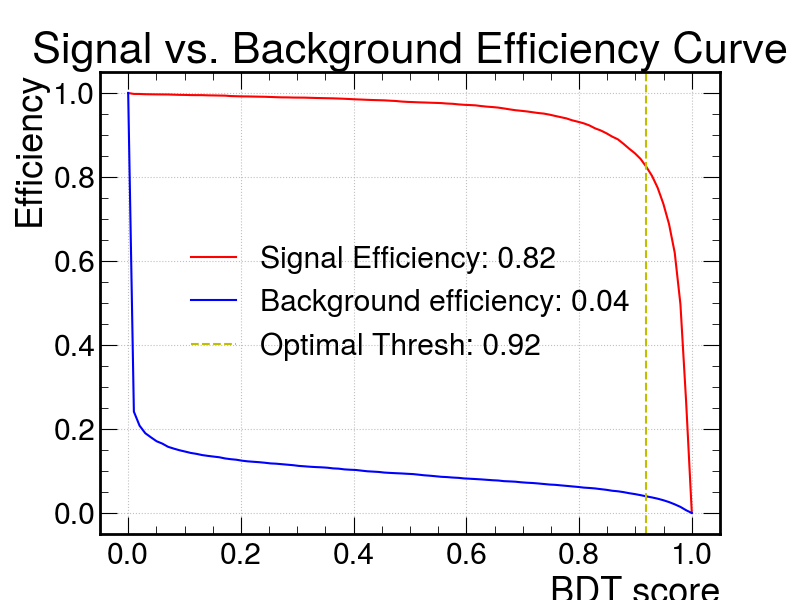 Signal vs. Background Efficiency Curve
Efficiency
1.0
0.8
0.6
0.4
0.2
0.0
Signal Efficiency: 0.82
Background efficiency: 0.04
Optimal Thresh: 0.92
0.0 0.2 0.4 0.6 0.8 1.0
BDT score